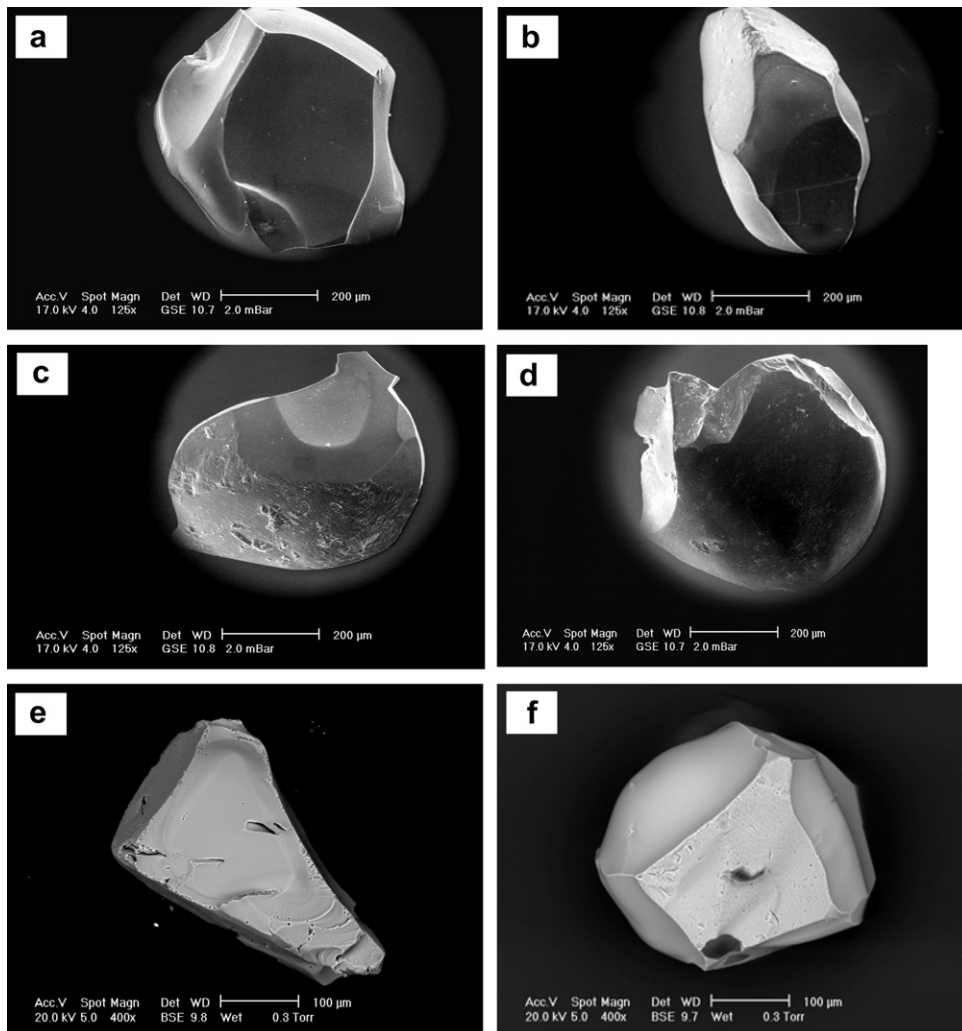 a
Acc.V Spot Magn Det WD 200 µm
17.0 kV 4.0 125x GSE 10.7 2.0 mBar
b
Acc.V Spot Magn Det WD 200 µm
17.0 kV 4.0 125x GSE 10.8 2.0 mBar
c
Acc.V Spot Magn Det WD 200 µm
17.0 kV 4.0 125x GSE 10.8 2.0 mBar
d
Acc.V Spot Magn Det WD 200 µm
17.0 kV 4.0 125x GSE 10.7 2.0 mBar
e
Acc.V Spot Magn Det WD 100 µm
20.0 kV 5.0 400x BSE 9.8 Wet 0.3 Torr
f
Acc.V Spot Magn Det WD 100 µm
20.0 kV 5.0 400x BSE 9.7 Wet 0.3 Torr